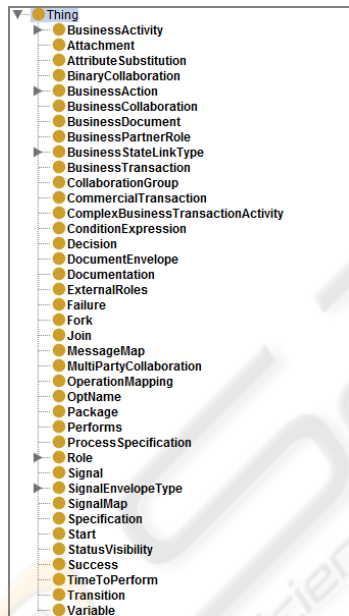 Thing
BusinessActivity
Attachment
AttributeSubstitution
BinaryCollaboration
BusinessAction
BusinessCollaboration
BusinessDocument
BusinessPartnerRole
BusinessStateLinkType
BusinessTransaction
CollaborationGroup
CommercialTransaction
ComplexBusinessTransactionActivity
ConditionExpression
Decision
DocumentEnvelope
Documentation
ExternalRoles
Failure
Fork
Join
MessageMap
MultiPartyCollaboration
OperationMapping
OptName
Package
Performs
ProcessSpecification
Role
Signal
SignalEnvelopeType
SignalMap
Specification
Start
StatusVisibility
Success
TimeToPerform
Transition
Variable